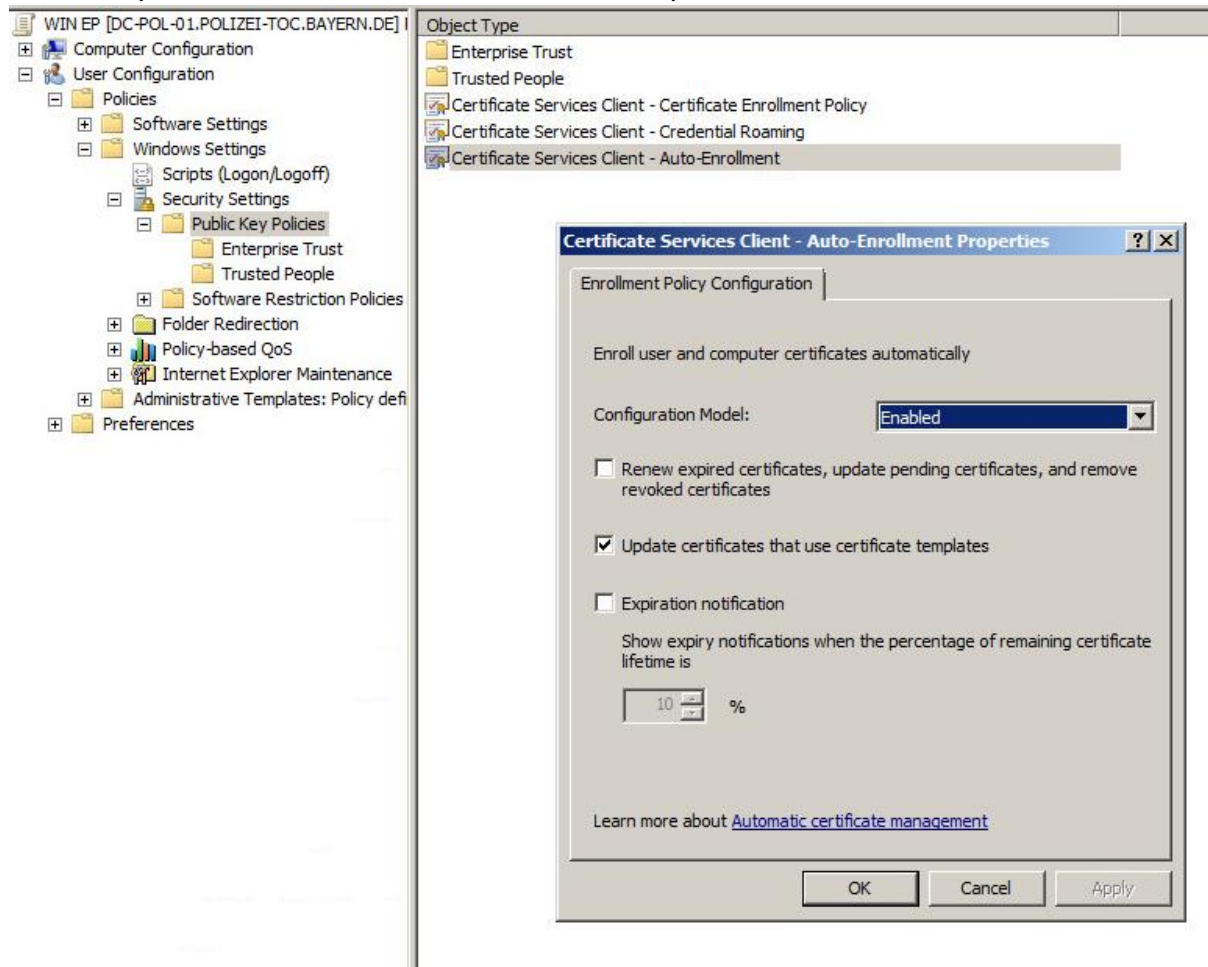 WIN EP [DC-POL-01.POLIZEI-TOC.BAYERN.DE]
Computer Configuration
User Configuration
Policies
Software Settings
Windows Settings
Scripts (Logon/Logoff)
Security Settings
Public Key Policies
Enterprise Trust
Trusted People
Software Restriction Policies
Folder Redirection
Policy-based QoS
Internet Explorer Maintenance
Administrative Templates: Policy defi
Preferences
Object Type
Enterprise Trust
Trusted People
Certificate Services Client - Certificate Enrollment Policy
Certificate Services Client - Credential Roaming
Certificate Services Client - Auto-Enrollment
Certificate Services Client - Auto-Enrollment Properties
Enrollment Policy Configuration
Enroll user and computer certificates automatically
Configuration Model: Enabled
Renew expired certificates, update pending certificates, and remove
revoked certificates
Update certificates that use certificate templates
Expiration notification
Show expiry notifications when the percentage of remaining certificate
lifetime is
10 %
Learn more about Automatic certificate management
OK Cancel Apply